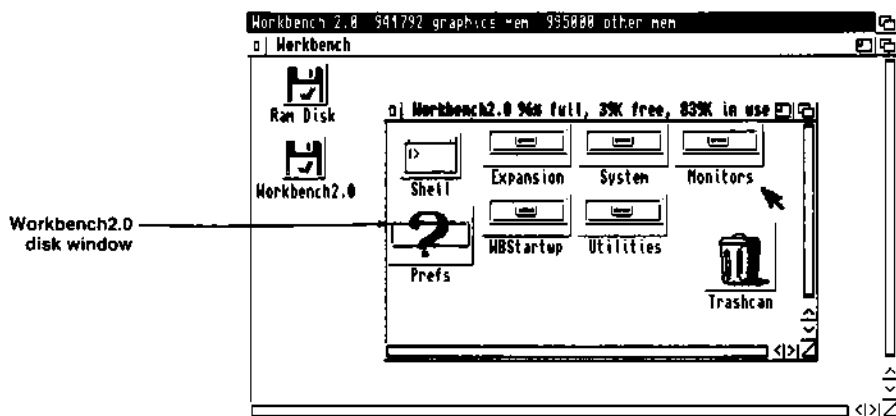 Workbench 2.0 941792 graphics mem 995000 other mem
Workbench
Ram Disk
Workbench2.0
Workbench2.0 96% full, 39K free, 839K in use
Shell
Expansion
System
Monitors
Prefs
WBStartup
Utilities
Trashcan
Workbench2.0
disk window